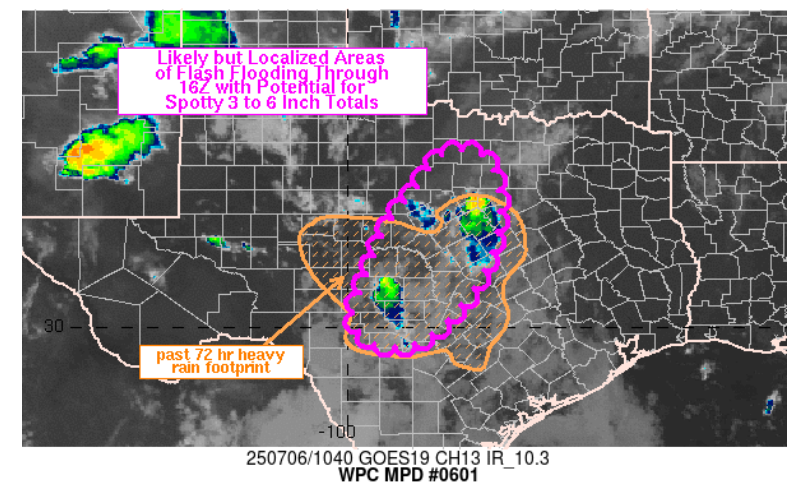 Likely but Localized Areas
of Flash Flooding Through
16Z with Potential for
Spotty 3 to 6 Inch Totals
30
past 72 hr heavy
rain footprint
-100
250706/1040 GOES19 CH13 IR_10.3
WPC MPD #0601